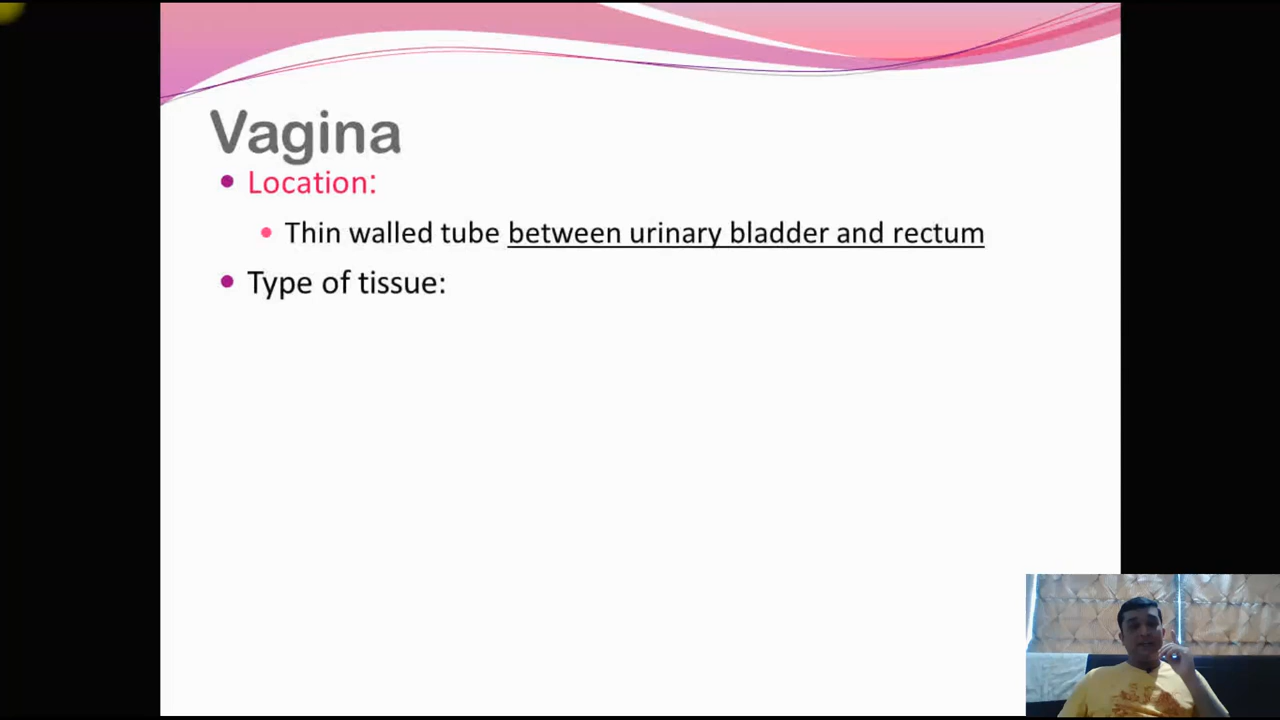 Vagina
Location:
Thin walled tube between urinary bladder and rectum
Type of tissue: